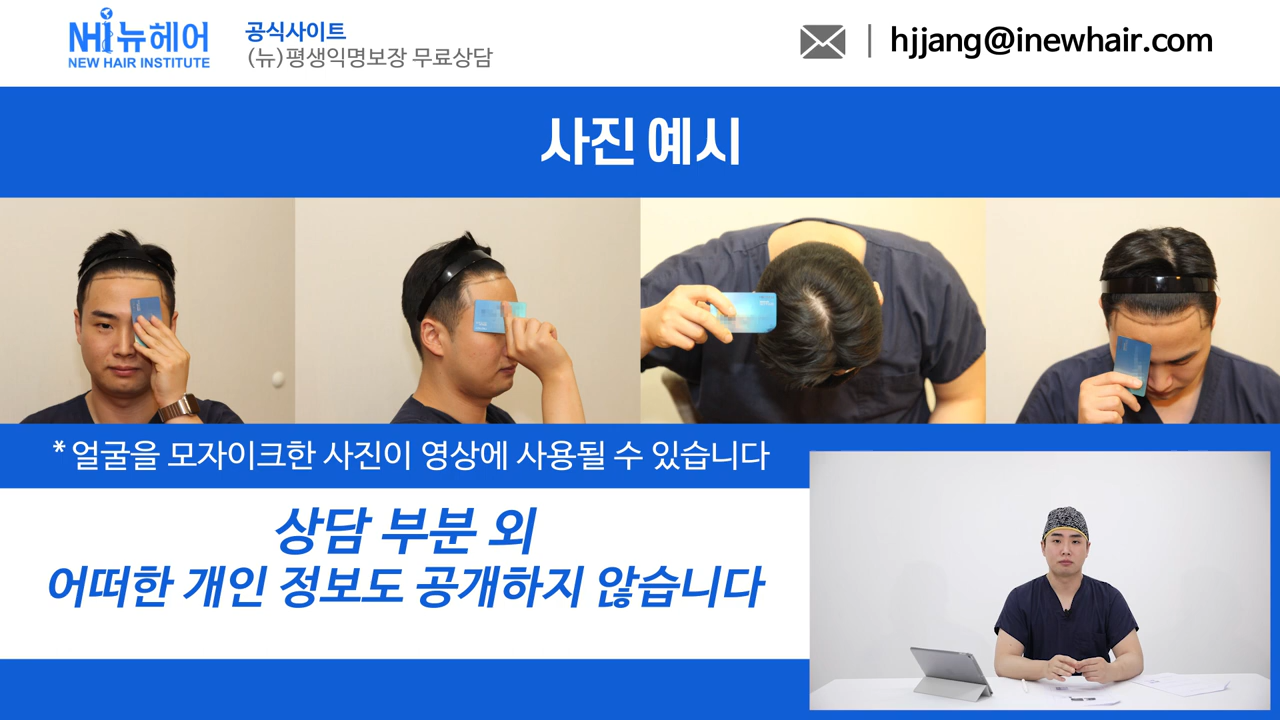 NHI 뉴헤어
NEW HAIR INSTITUTE
공식사이트
(뉴)평생익명보장 무료상담
hjjang@inewhair.com
사진 예시
* 얼굴을 모자이크한 사진이 영상에 사용될 수 있습니다
상담 부분 외
어떠한 개인 정보도 공개하지 않습니다